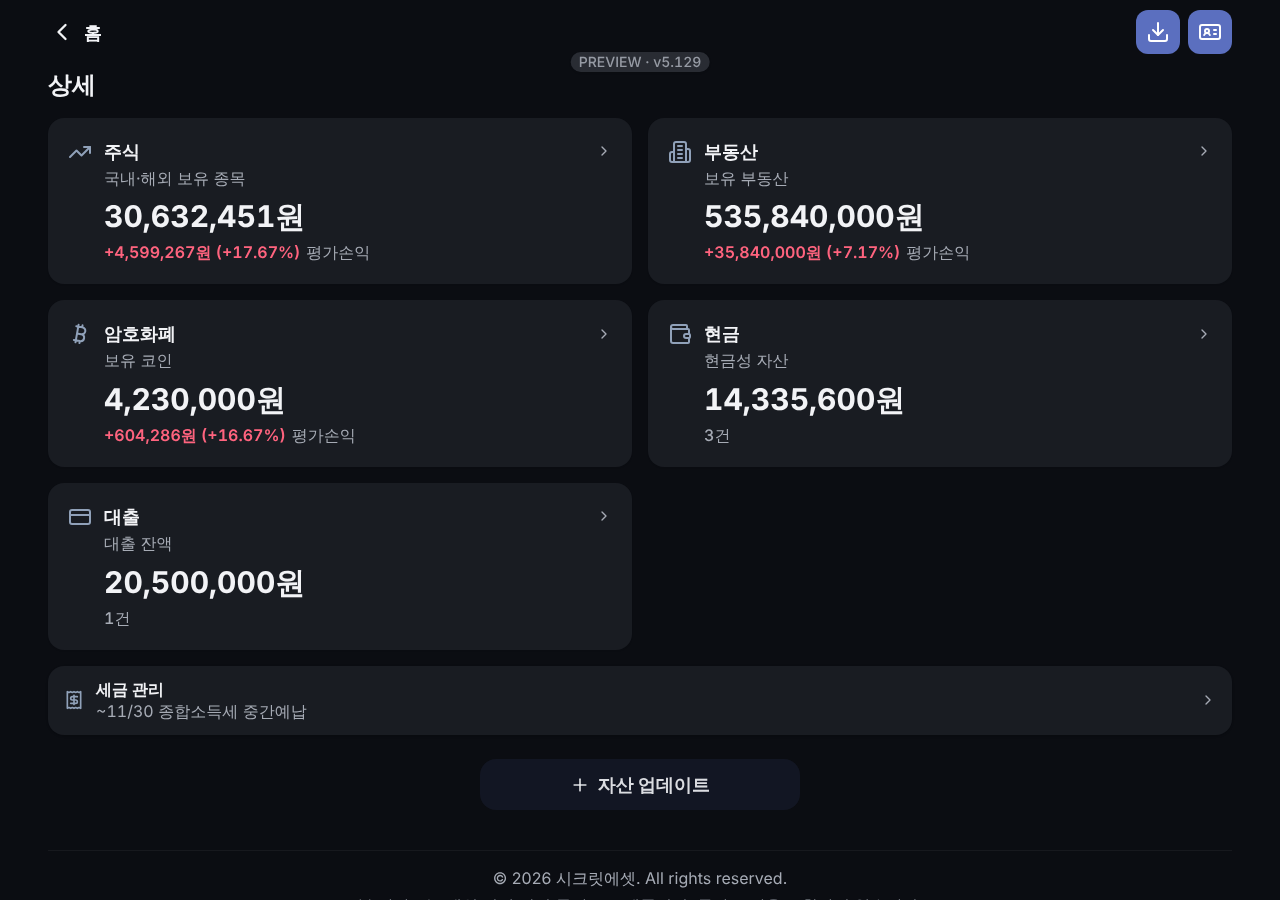 홈
PREVIEW · v5.129
상세
주식
국내·해외 보유 종목
30,632,451원
+4,599,267원 (+17.67%) 평가손익
부동산
보유 부동산
535,840,000원
+35,840,000원 (+7.17%) 평가손익
암호화폐
보유 코인
4,230,000원
+604,286원 (+16.67%) 평가손익
현금
현금성 자산
14,335,600원
3건
대출
대출 잔액
20,500,000원
1건
세금 관리
~11/30 종합소득세 중간예납
+ 자산 업데이트
© 2026 시크릿에셋. All rights reserved.